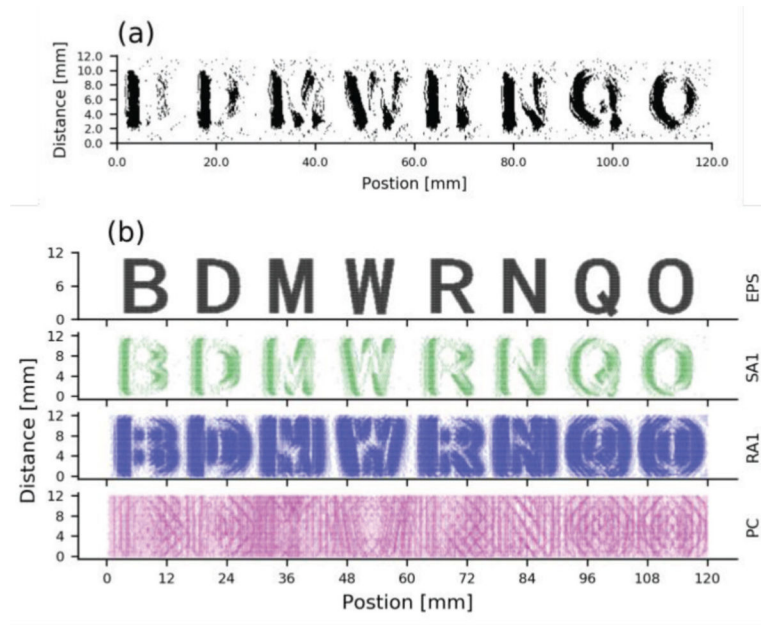 (a)
Distance [mm]
12.0
10.0
8.0
6.0
4.0
2.0
0.0
B D M W R N Q O
0.0 20.0 40.0 60.0 80.0 100.0 120.0
Postion [mm]
(b)
Distance [mm]
12
6
0
B D M W R N Q O
EPS
12
8
4
0
B D M W R N Q O
SA1
12
8
4
0
B D M W R N Q O
RA1
12
8
4
0
PC
0 12 24 36 48 60 72 84 96 108 120
Postion [mm]